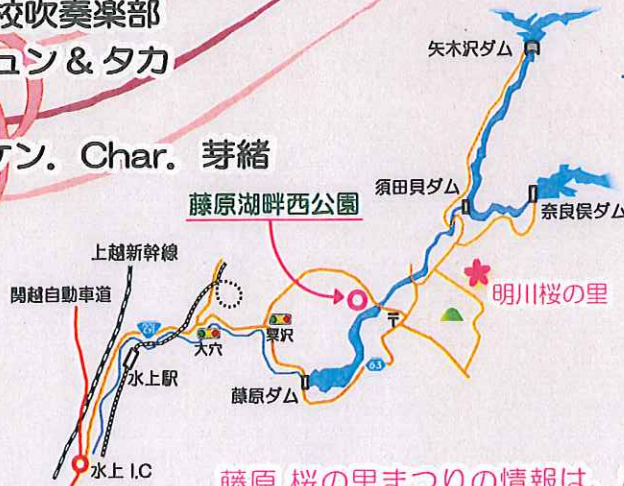 校吹奏楽部
ュン＆タカ
ケン. Char. 芽緒
矢木沢ダム
須田貝ダム
奈良俣ダム
藤原湖畔西公園
上越新幹線
関越自動車道
明川桜の里
〒
291
大穴
粟沢
水上駅
63
藤原ダム
水上 I.C
藤原 桜の里まつりの情報は